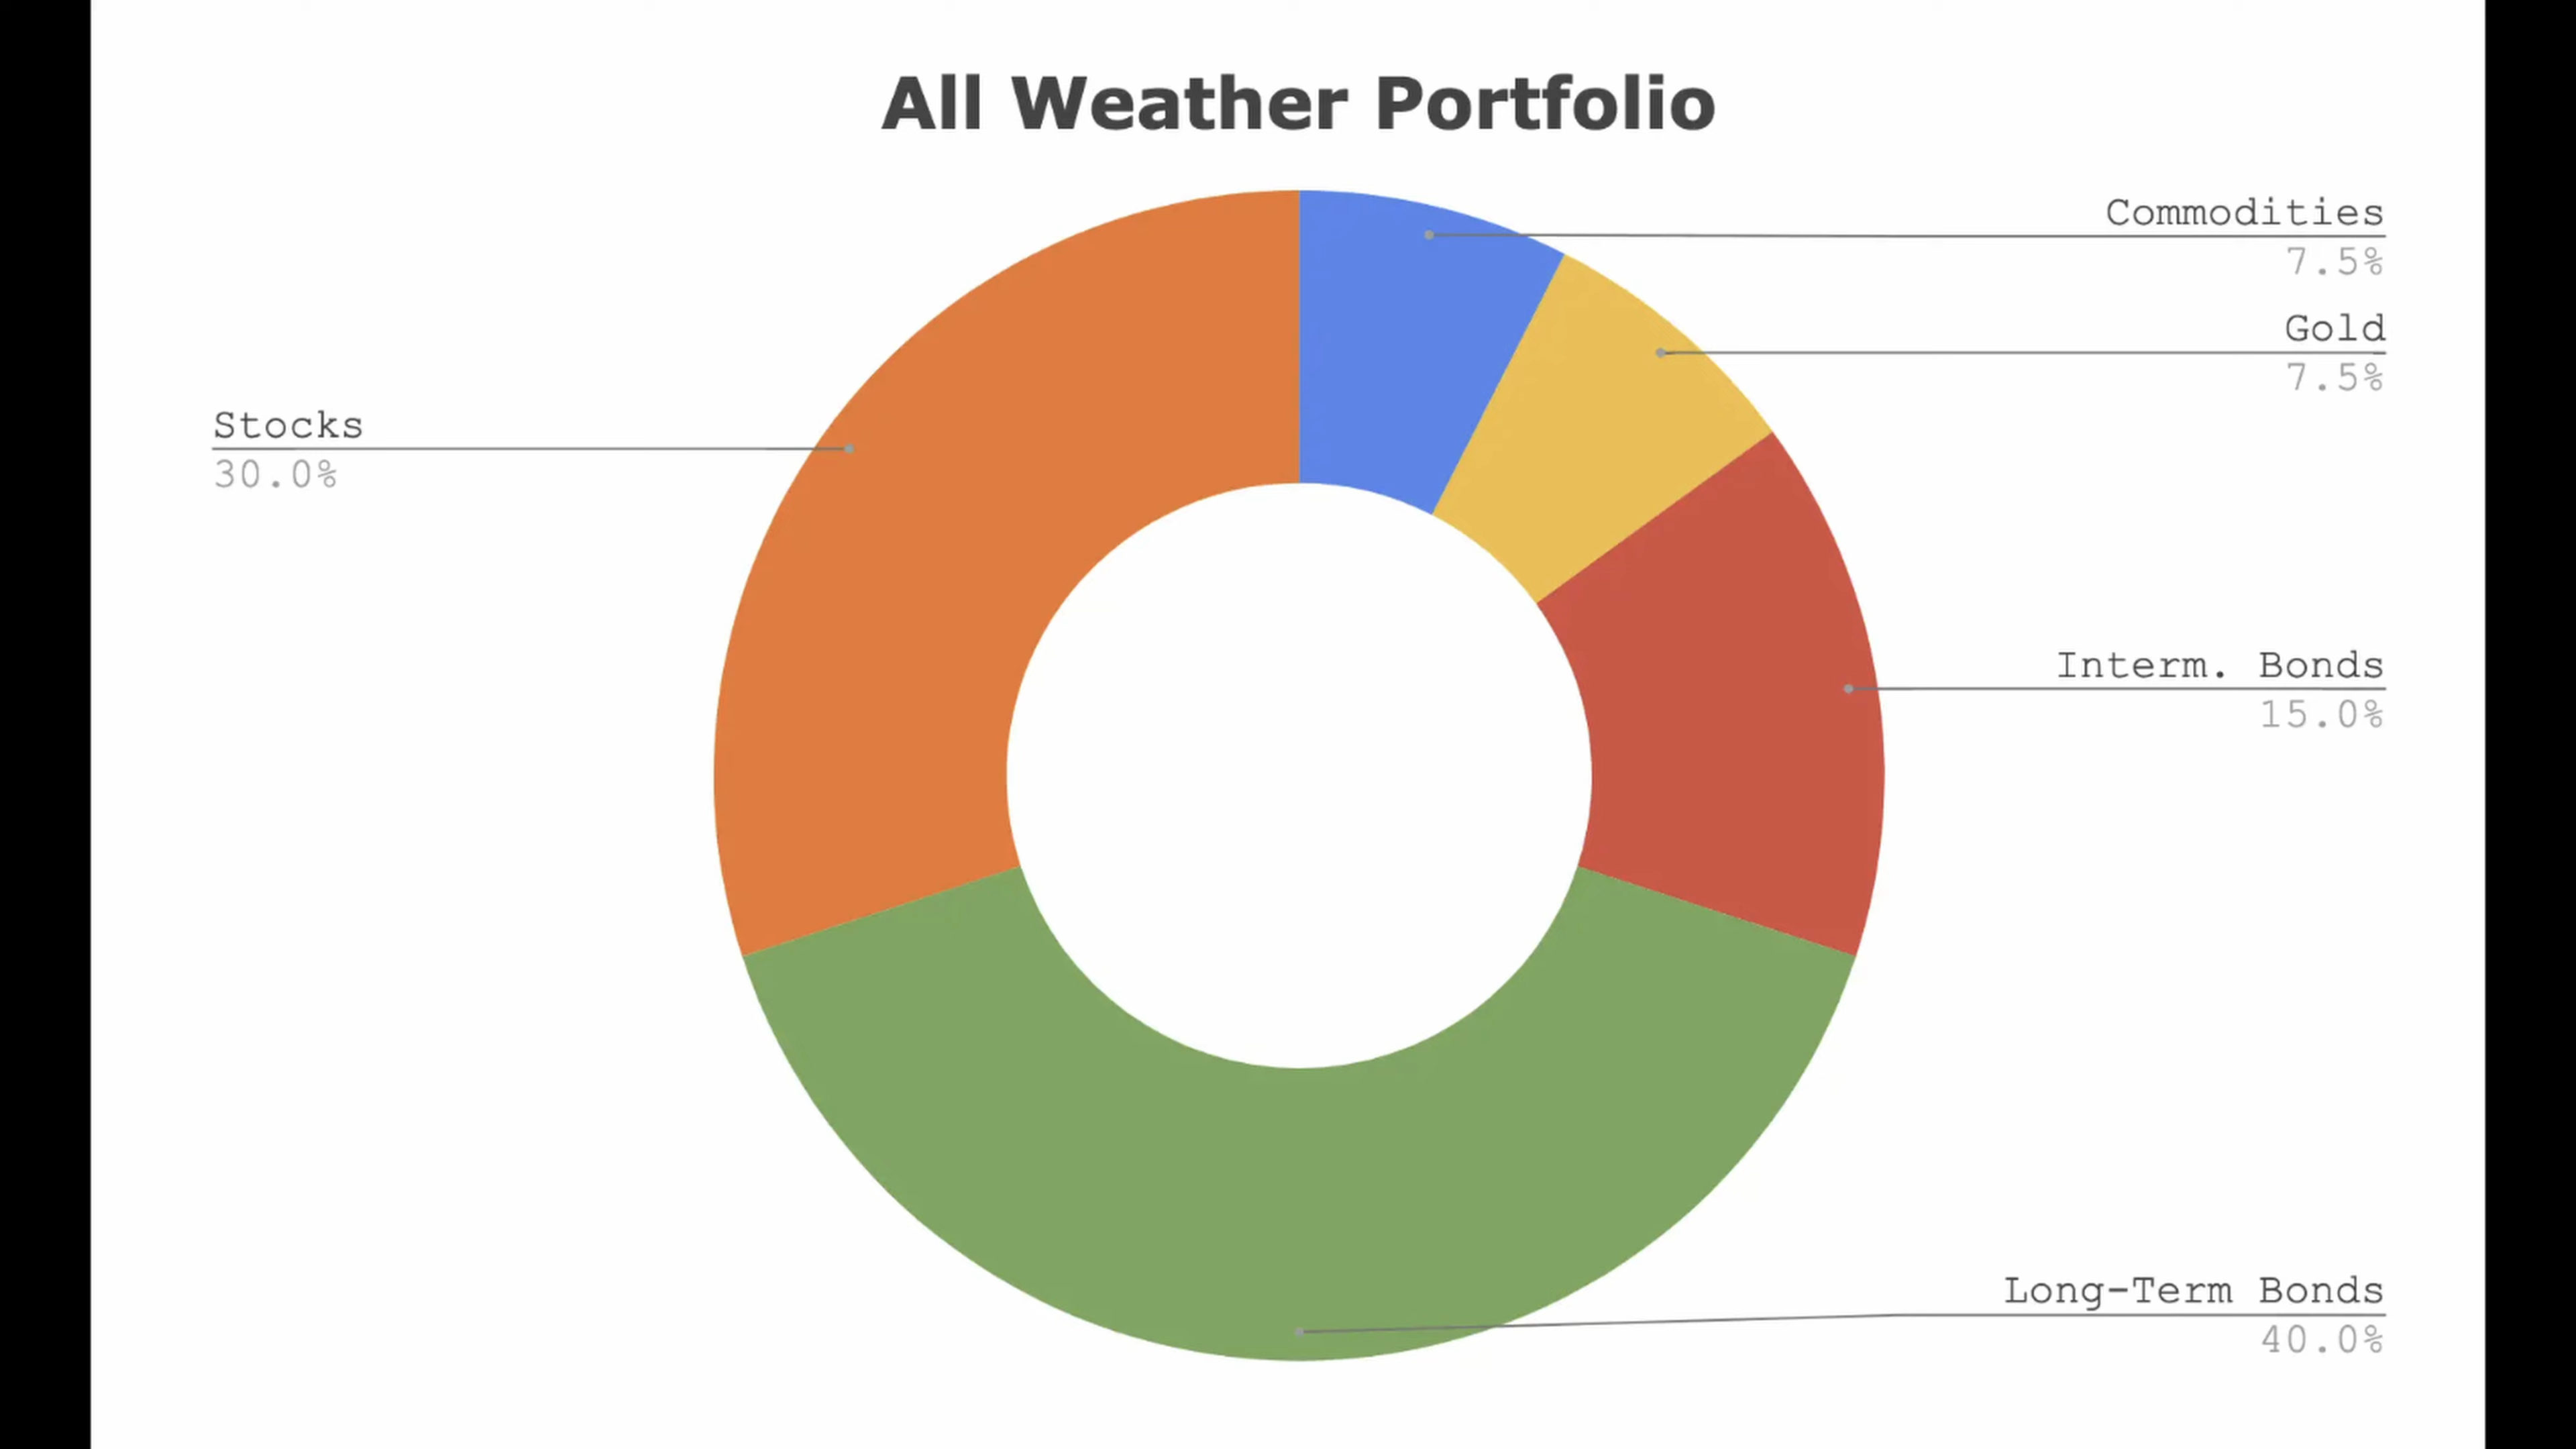 All Weather Portfolio
Commodities
7.5%
Gold
7.5%
Stocks
30.0%
Interm. Bonds
15.0%
Long-Term Bonds
40.0%